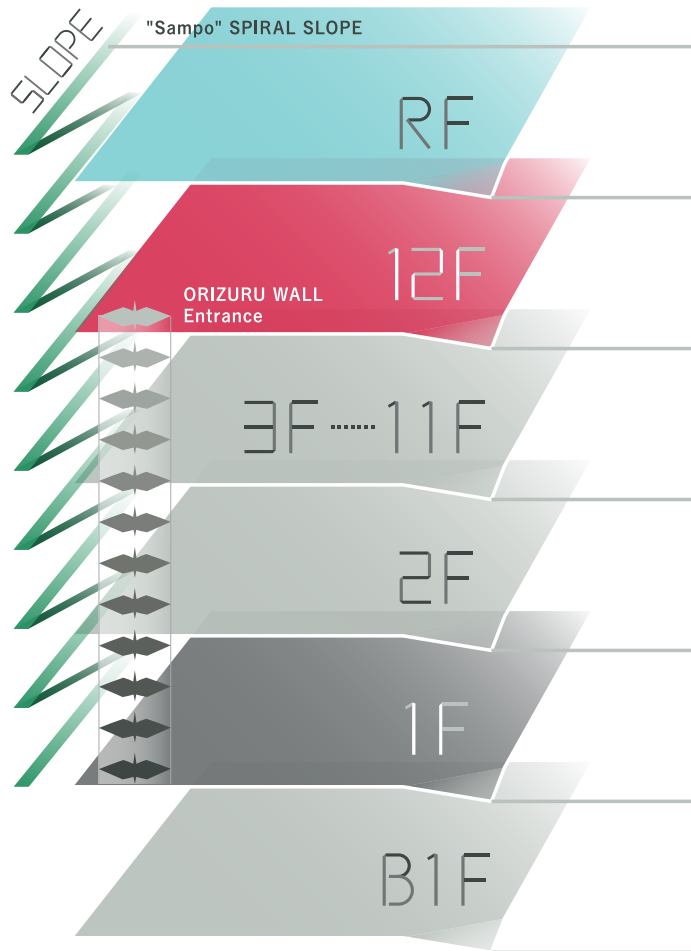 SLOPE
"Sampo" SPIRAL SLOPE
RF
12F
ORIZURU WALL
Entrance
3F ······ 11F
2F
1F
B1F